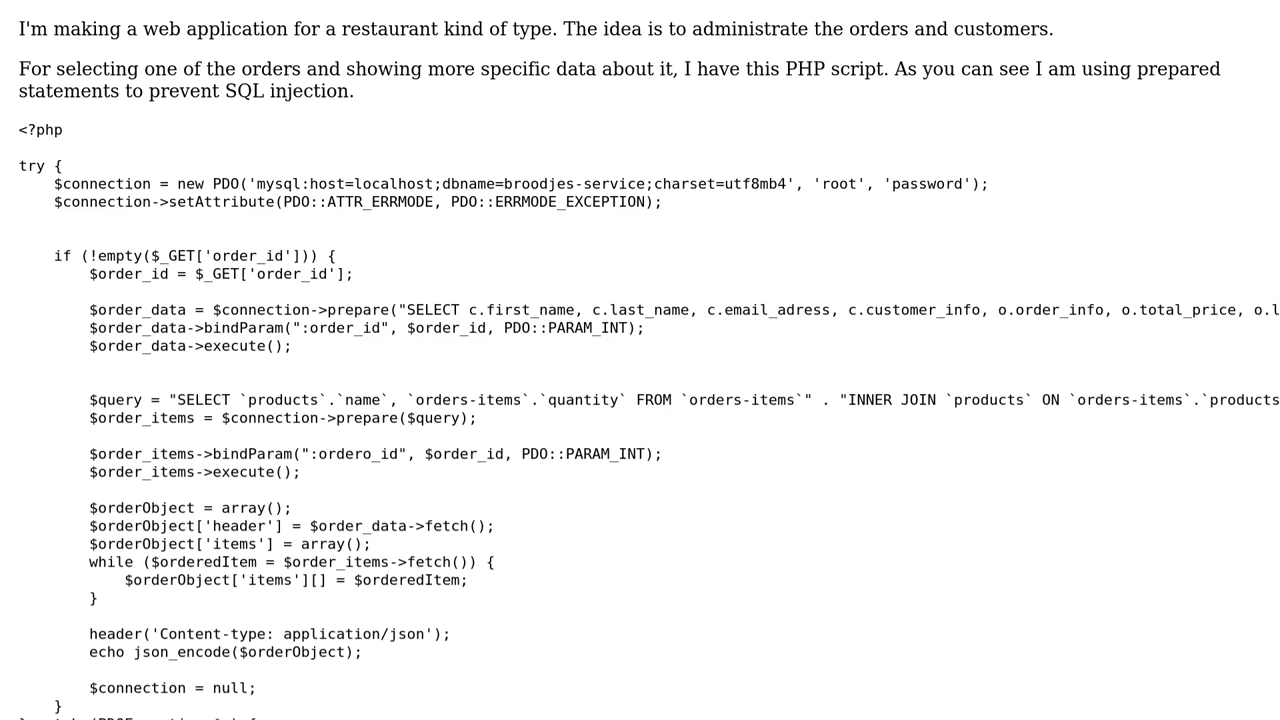 I'm making a web application for a restaurant kind of type. The idea is to administrate the orders and customers.
For selecting one of the orders and showing more specific data about it, I have this PHP script. As you can see I am using prepared
statements to prevent SQL injection.
<?php
try {
    $connection = new PDO('mysql:host=localhost;dbname=broodjes-service;charset=utf8mb4', 'root', 'password');
    $connection->setAttribute(PDO::ATTR_ERRMODE, PDO::ERRMODE_EXCEPTION);
    if (!empty($_GET['order_id'])) {
        $order_id = $_GET['order_id'];
        $order_data = $connection->prepare("SELECT c.first_name, c.last_name, c.email_adress, c.customer_info, o.order_info, o.total_price, o.l
        $order_data->bindParam(":order_id", $order_id, PDO::PARAM_INT);
        $order_data->execute();
        $query = "SELECT `products`.`name`, `orders-items`.`quantity` FROM `orders-items`" . "INNER JOIN `products` ON `orders-items`.`products
        $order_items = $connection->prepare($query);
        $order_items->bindParam(":ordero_id", $order_id, PDO::PARAM_INT);
        $order_items->execute();
        $orderObject = array();
        $orderObject['header'] = $order_data->fetch();
        $orderObject['items'] = array();
        while ($orderedItem = $order_items->fetch()) {
            $orderObject['items'][] = $orderedItem;
        }
        header('Content-type: application/json');
        echo json_encode($orderObject);
        $connection = null;
    }